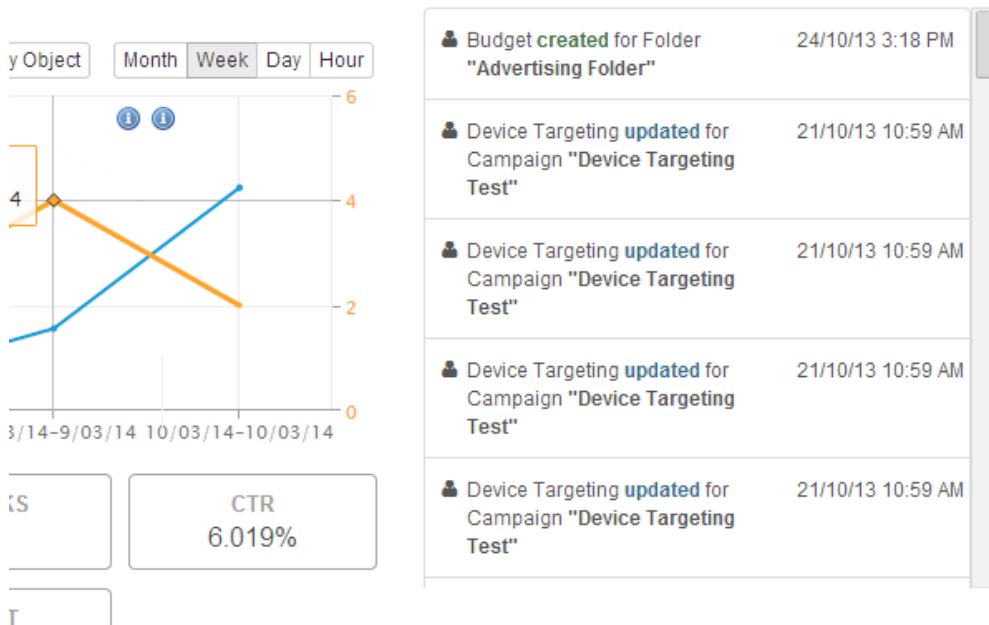 y Object
Month Week Day Hour
6
4
4
2
0
3/14-9/03/14 10/03/14-10/03/14
KS
CTR
6.019%
T
Budget created for Folder 24/10/13 3:18 PM
"Advertising Folder"
Device Targeting updated for 21/10/13 10:59 AM
Campaign "Device Targeting
Test"
Device Targeting updated for 21/10/13 10:59 AM
Campaign "Device Targeting
Test"
Device Targeting updated for 21/10/13 10:59 AM
Campaign "Device Targeting
Test"
Device Targeting updated for 21/10/13 10:59 AM
Campaign "Device Targeting
Test"